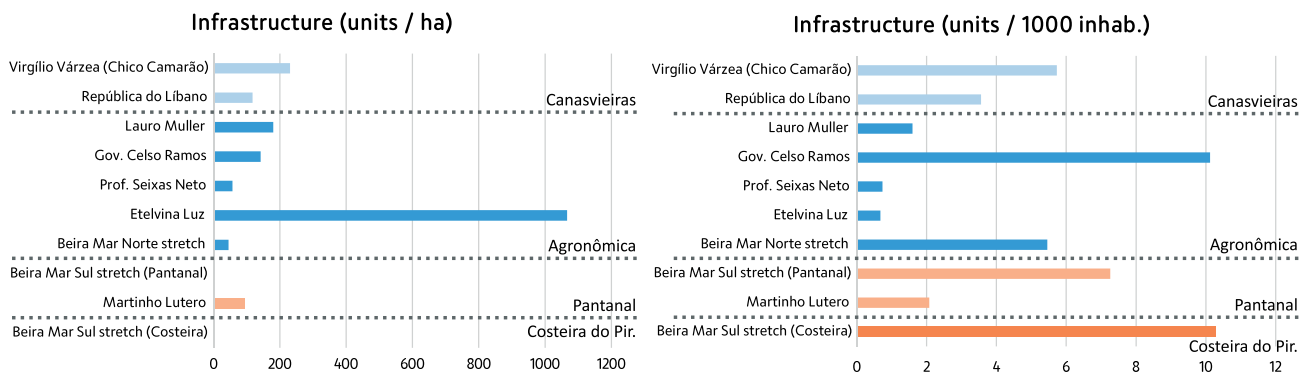 Infrastructure (units / ha)
Virgílio Várzea (Chico Camarão)
República do Líbano
Canasvieiras
Lauro Muller
Gov. Celso Ramos
Prof. Seixas Neto
Etelvina Luz
Beira Mar Norte stretch
Agronômica
Beira Mar Sul stretch (Pantanal)
Martinho Lutero
Pantanal
Beira Mar Sul stretch (Costeira)
Costeira do Pir.
0 200 400 600 800 1000 1200
Infrastructure (units / 1000 inhab.)
Virgílio Várzea (Chico Camarão)
República do Líbano
Canasvieiras
Lauro Muller
Gov. Celso Ramos
Prof. Seixas Neto
Etelvina Luz
Beira Mar Norte stretch
Agronômica
Beira Mar Sul stretch (Pantanal)
Martinho Lutero
Pantanal
Beira Mar Sul stretch (Costeira)
Costeira do Pir.
0 2 4 6 8 10 12